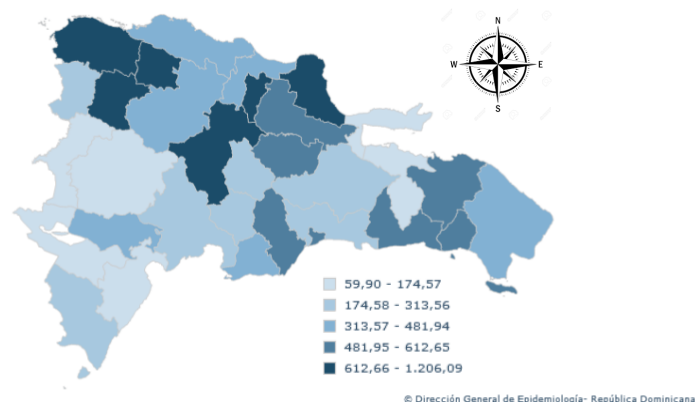 N
W E
S
59,90 - 174,57
174,58 - 313,56
313,57 - 481,94
481,95 - 612,65
612,66 - 1.206,09
© Dirección General de Epidemiología- República Dominicana